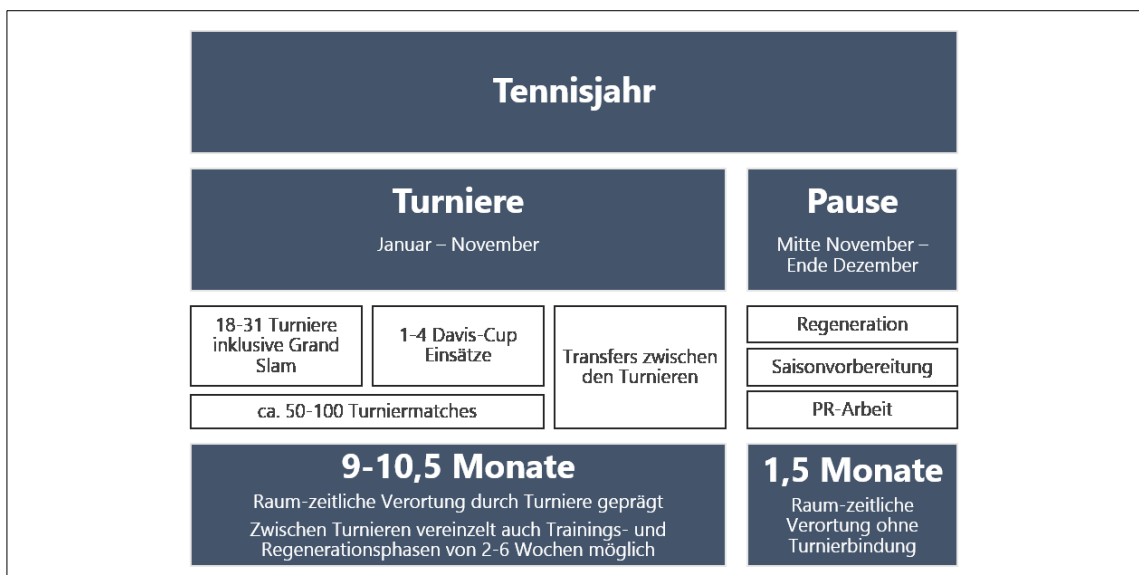 Tennisjahr
Turniere
Januar – November
Pause
Mitte November –
Ende Dezember
18-31 Turniere
inklusive Grand
Slam
1-4 Davis-Cup
Einsätze
ca. 50-100 Turniermatches
Transfers zwischen
den Turnieren
Regeneration
Saisonvorbereitung
PR-Arbeit
9-10,5 Monate
Raum-zeitliche Verortung durch Turniere geprägt
Zwischen Turnieren vereinzelt auch Trainings- und
Regenerationsphasen von 2-6 Wochen möglich
1,5 Monate
Raum-zeitliche
Verortung ohne
Turnierbindung